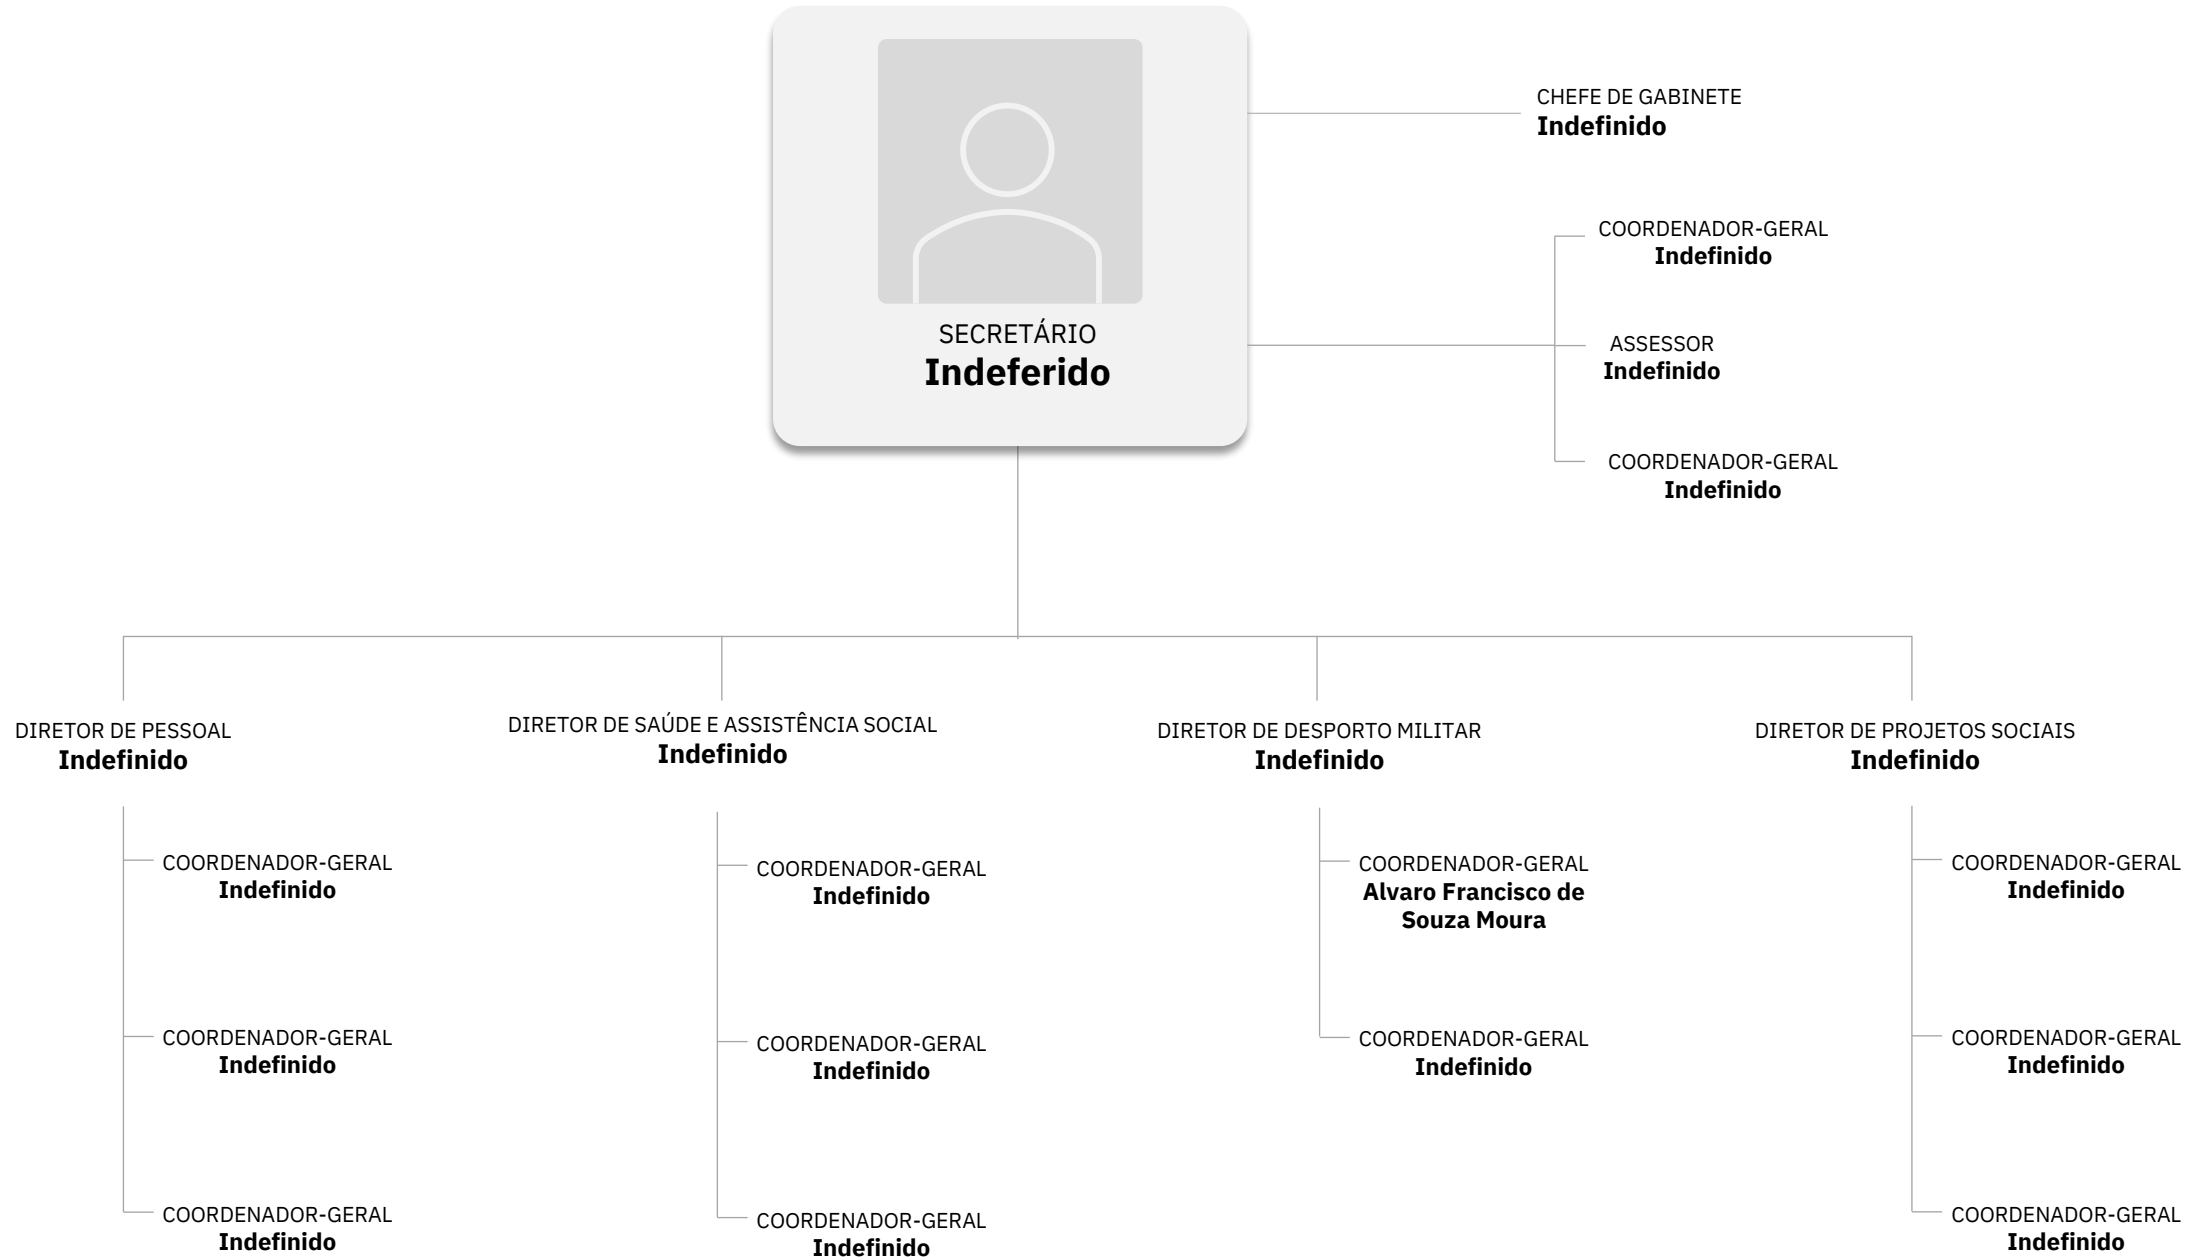 CHEFE DE GABINETE
Indefinido
COORDENADOR-GERAL
Indefinido
SECRETÁRIO
Indeferido
ASSESSOR
Indefinido
COORDENADOR-GERAL
Indefinido
DIRETOR DE PESSOAL
Indefinido
COORDENADOR-GERAL
Indefinido
COORDENADOR-GERAL
Indefinido
COORDENADOR-GERAL
Indefinido
DIRETOR DE SAÚDE E ASSISTÊNCIA SOCIAL
Indefinido
COORDENADOR-GERAL
Indefinido
COORDENADOR-GERAL
Indefinido
COORDENADOR-GERAL
Indefinido
DIRETOR DE DESPORTO MILITAR
Indefinido
COORDENADOR-GERAL
Alvaro Francisco de
Souza Moura
COORDENADOR-GERAL
Indefinido
DIRETOR DE PROJETOS SOCIAIS
Indefinido
COORDENADOR-GERAL
Indefinido
COORDENADOR-GERAL
Indefinido
COORDENADOR-GERAL
Indefinido